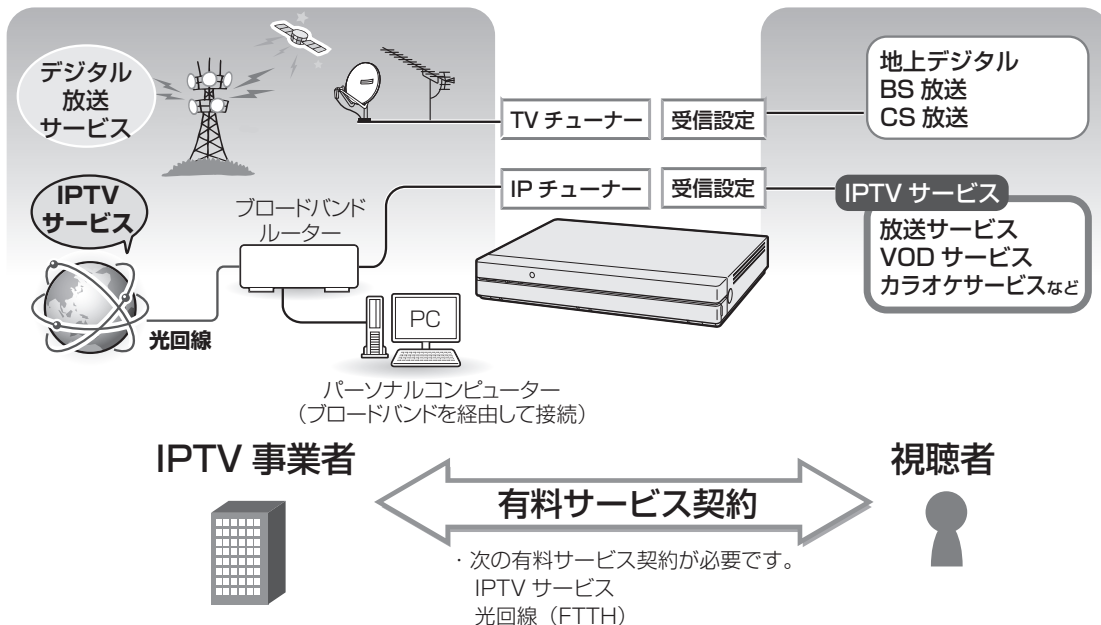 デジタル
放送
サービス
TV チューナー
受信設定
地上デジタル
BS 放送
CS 放送
IPTV
サービス
ブロードバンド
ルーター
IP チューナー
受信設定
IPTV サービス
放送サービス
VOD サービス
カラオケサービスなど
光回線
PC
パーソナルコンピューター
（ブロードバンドを経由して接続）
IPTV 事業者
有料サービス契約
視聴者
・次の有料サービス契約が必要です。
IPTV サービス
光回線（FTTH）